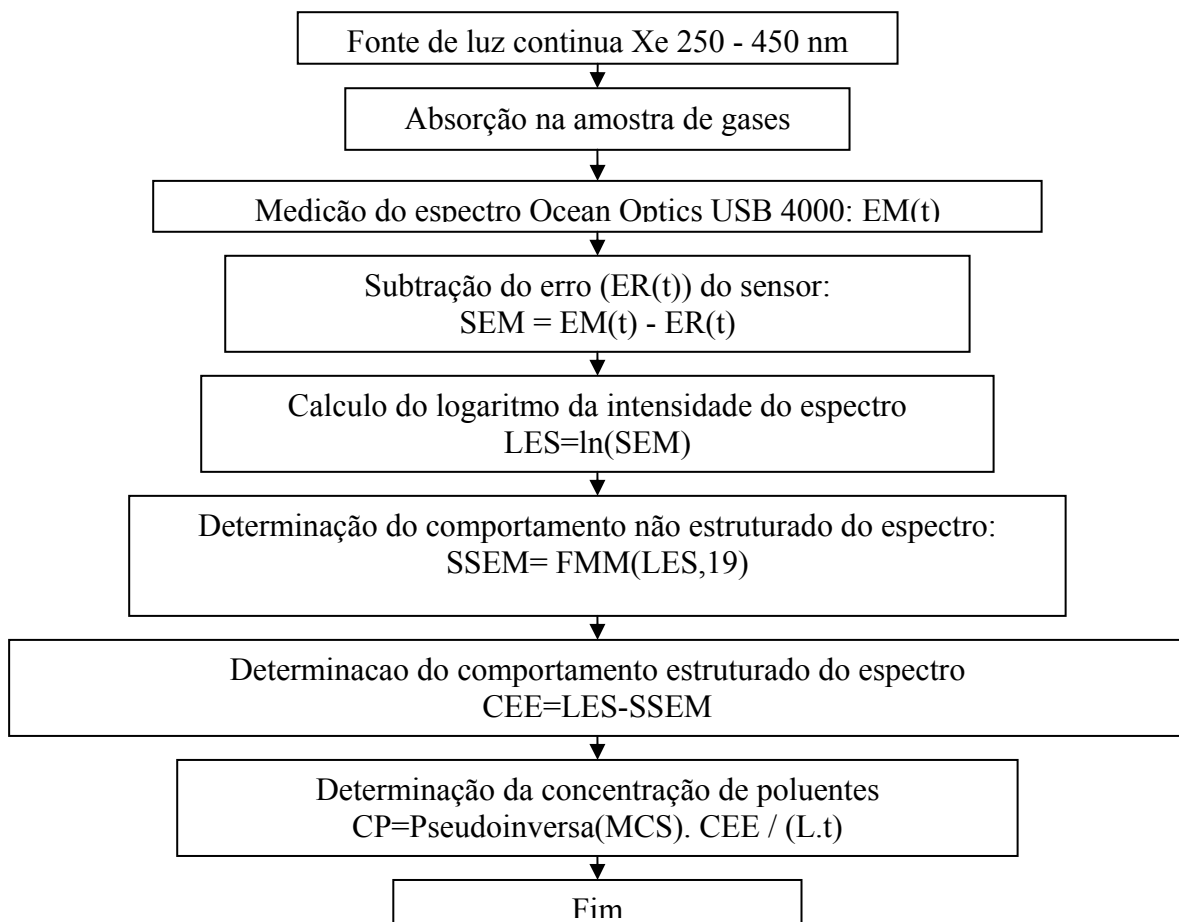 Fonte de luz continua Xe 250 - 450 nm
Absorção na amostra de gases
Medição do espectro Ocean Optics USB 4000: EM(t)
Subtração do erro (ER(t)) do sensor:
SEM = EM(t) - ER(t)
Calculo do logaritmo da intensidade do espectro
LES=ln(SEM)
Determinação do comportamento não estruturado do espectro:
SSEM= FMM(LES,19)
Determinacao do comportamento estruturado do espectro
CEE=LES-SSEM
Determinação da concentração de poluentes
CP=Pseudoinversa(MCS). CEE / (L.t)
Fim